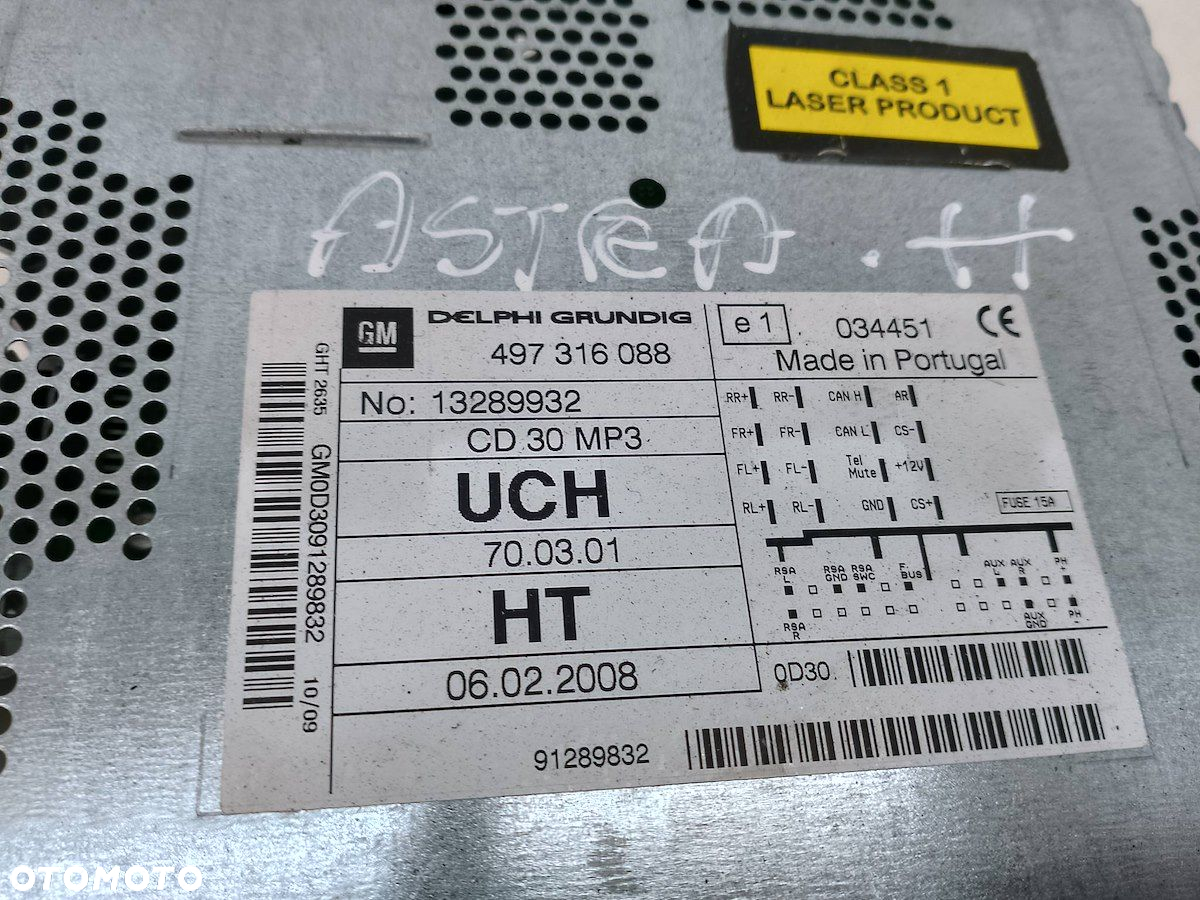 CLASS 1
LASER PRODUCT
ASTRA . H
GM
DELPHI GRUNDIG
497 316 088
e 1
034451
CE
Made in Portugal
No: 13289932
CD 30 MP3
UCH
70.03.01
HT
06.02.2008
RR+ RR- CAN H AR
FR+ FR- CAN L CS-
FL+ FL- Tel Mute +12V
RL+ RL- GND CS+
FUSE 15A
RSA L
RSA GND
RSA SWC
F. BUS
AUX L
AUX R
PH +
RSA R
AUX GND
PH -
0D30
91289832
GHT 2635
GM0D3091289832
10/09
OTOMOTO